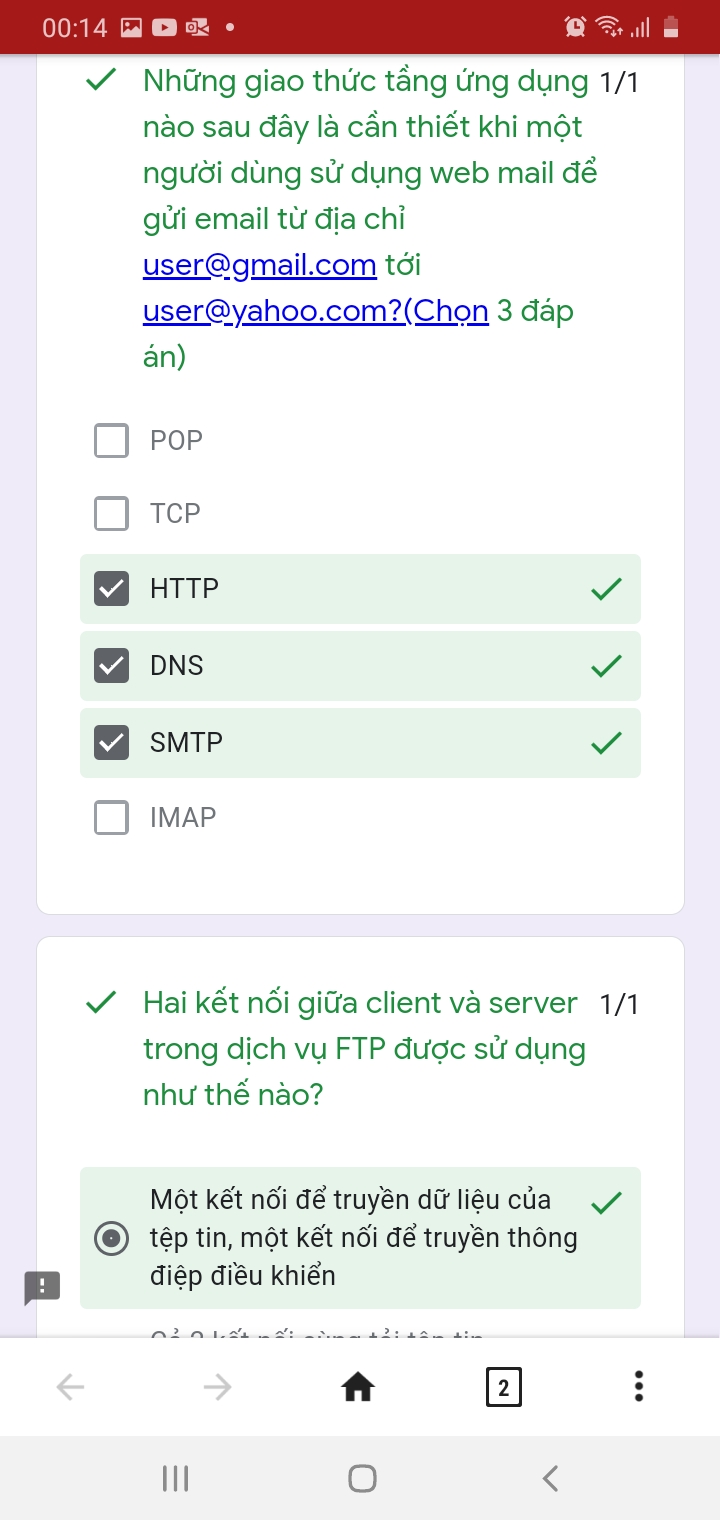 00:14
Những giao thức tầng ứng dụng 1/1
nào sau đây là cần thiết khi một
người dùng sử dụng web mail để
gửi email từ địa chỉ
user@gmail.com tới
user@yahoo.com?(Chọn 3 đáp
án)
POP
TCP
HTTP
DNS
SMTP
IMAP
Hai kết nối giữa client và server 1/1
trong dịch vụ FTP được sử dụng
như thế nào?
Một kết nối để truyền dữ liệu của
tệp tin, một kết nối để truyền thông
điệp điều khiển
2